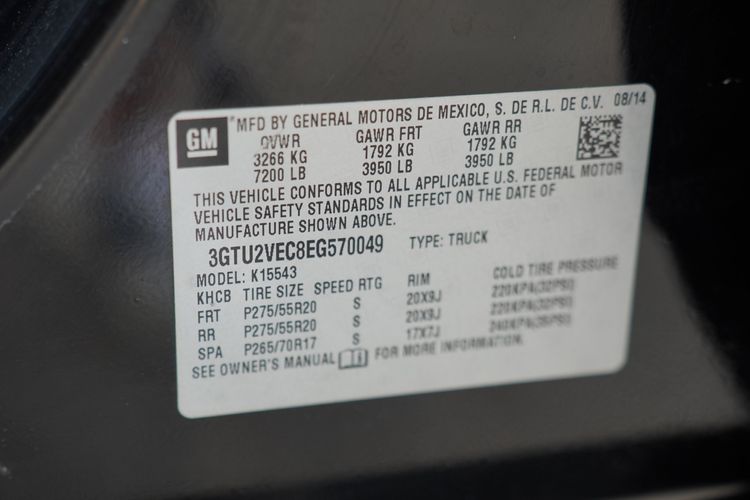 GM
*MFD BY GENERAL MOTORS DE MEXICO, S. DE R.L. DE C.V. 08/14
GVWR GAWR FRT GAWR RR
3266 KG 1792 KG 1792 KG
7200 LB 3950 LB 3950 LB
THIS VEHICLE CONFORMS TO ALL APPLICABLE U.S. FEDERAL MOTOR
VEHICLE SAFETY STANDARDS IN EFFECT ON THE DATE OF
MANUFACTURE SHOWN ABOVE.
3GTU2VEC8EG570049 TYPE: TRUCK
MODEL: K15543
KHCB TIRE SIZE SPEED RTG RIM COLD TIRE PRESSURE
FRT P275/55R20 S 20X9J 220KPA(32PSI)
RR P275/55R20 S 20X9J 220KPA(32PSI)
SPA P265/70R17 S 17X7J 240KPA(35PSI)
SEE OWNER'S MANUAL FOR MORE INFORMATION.